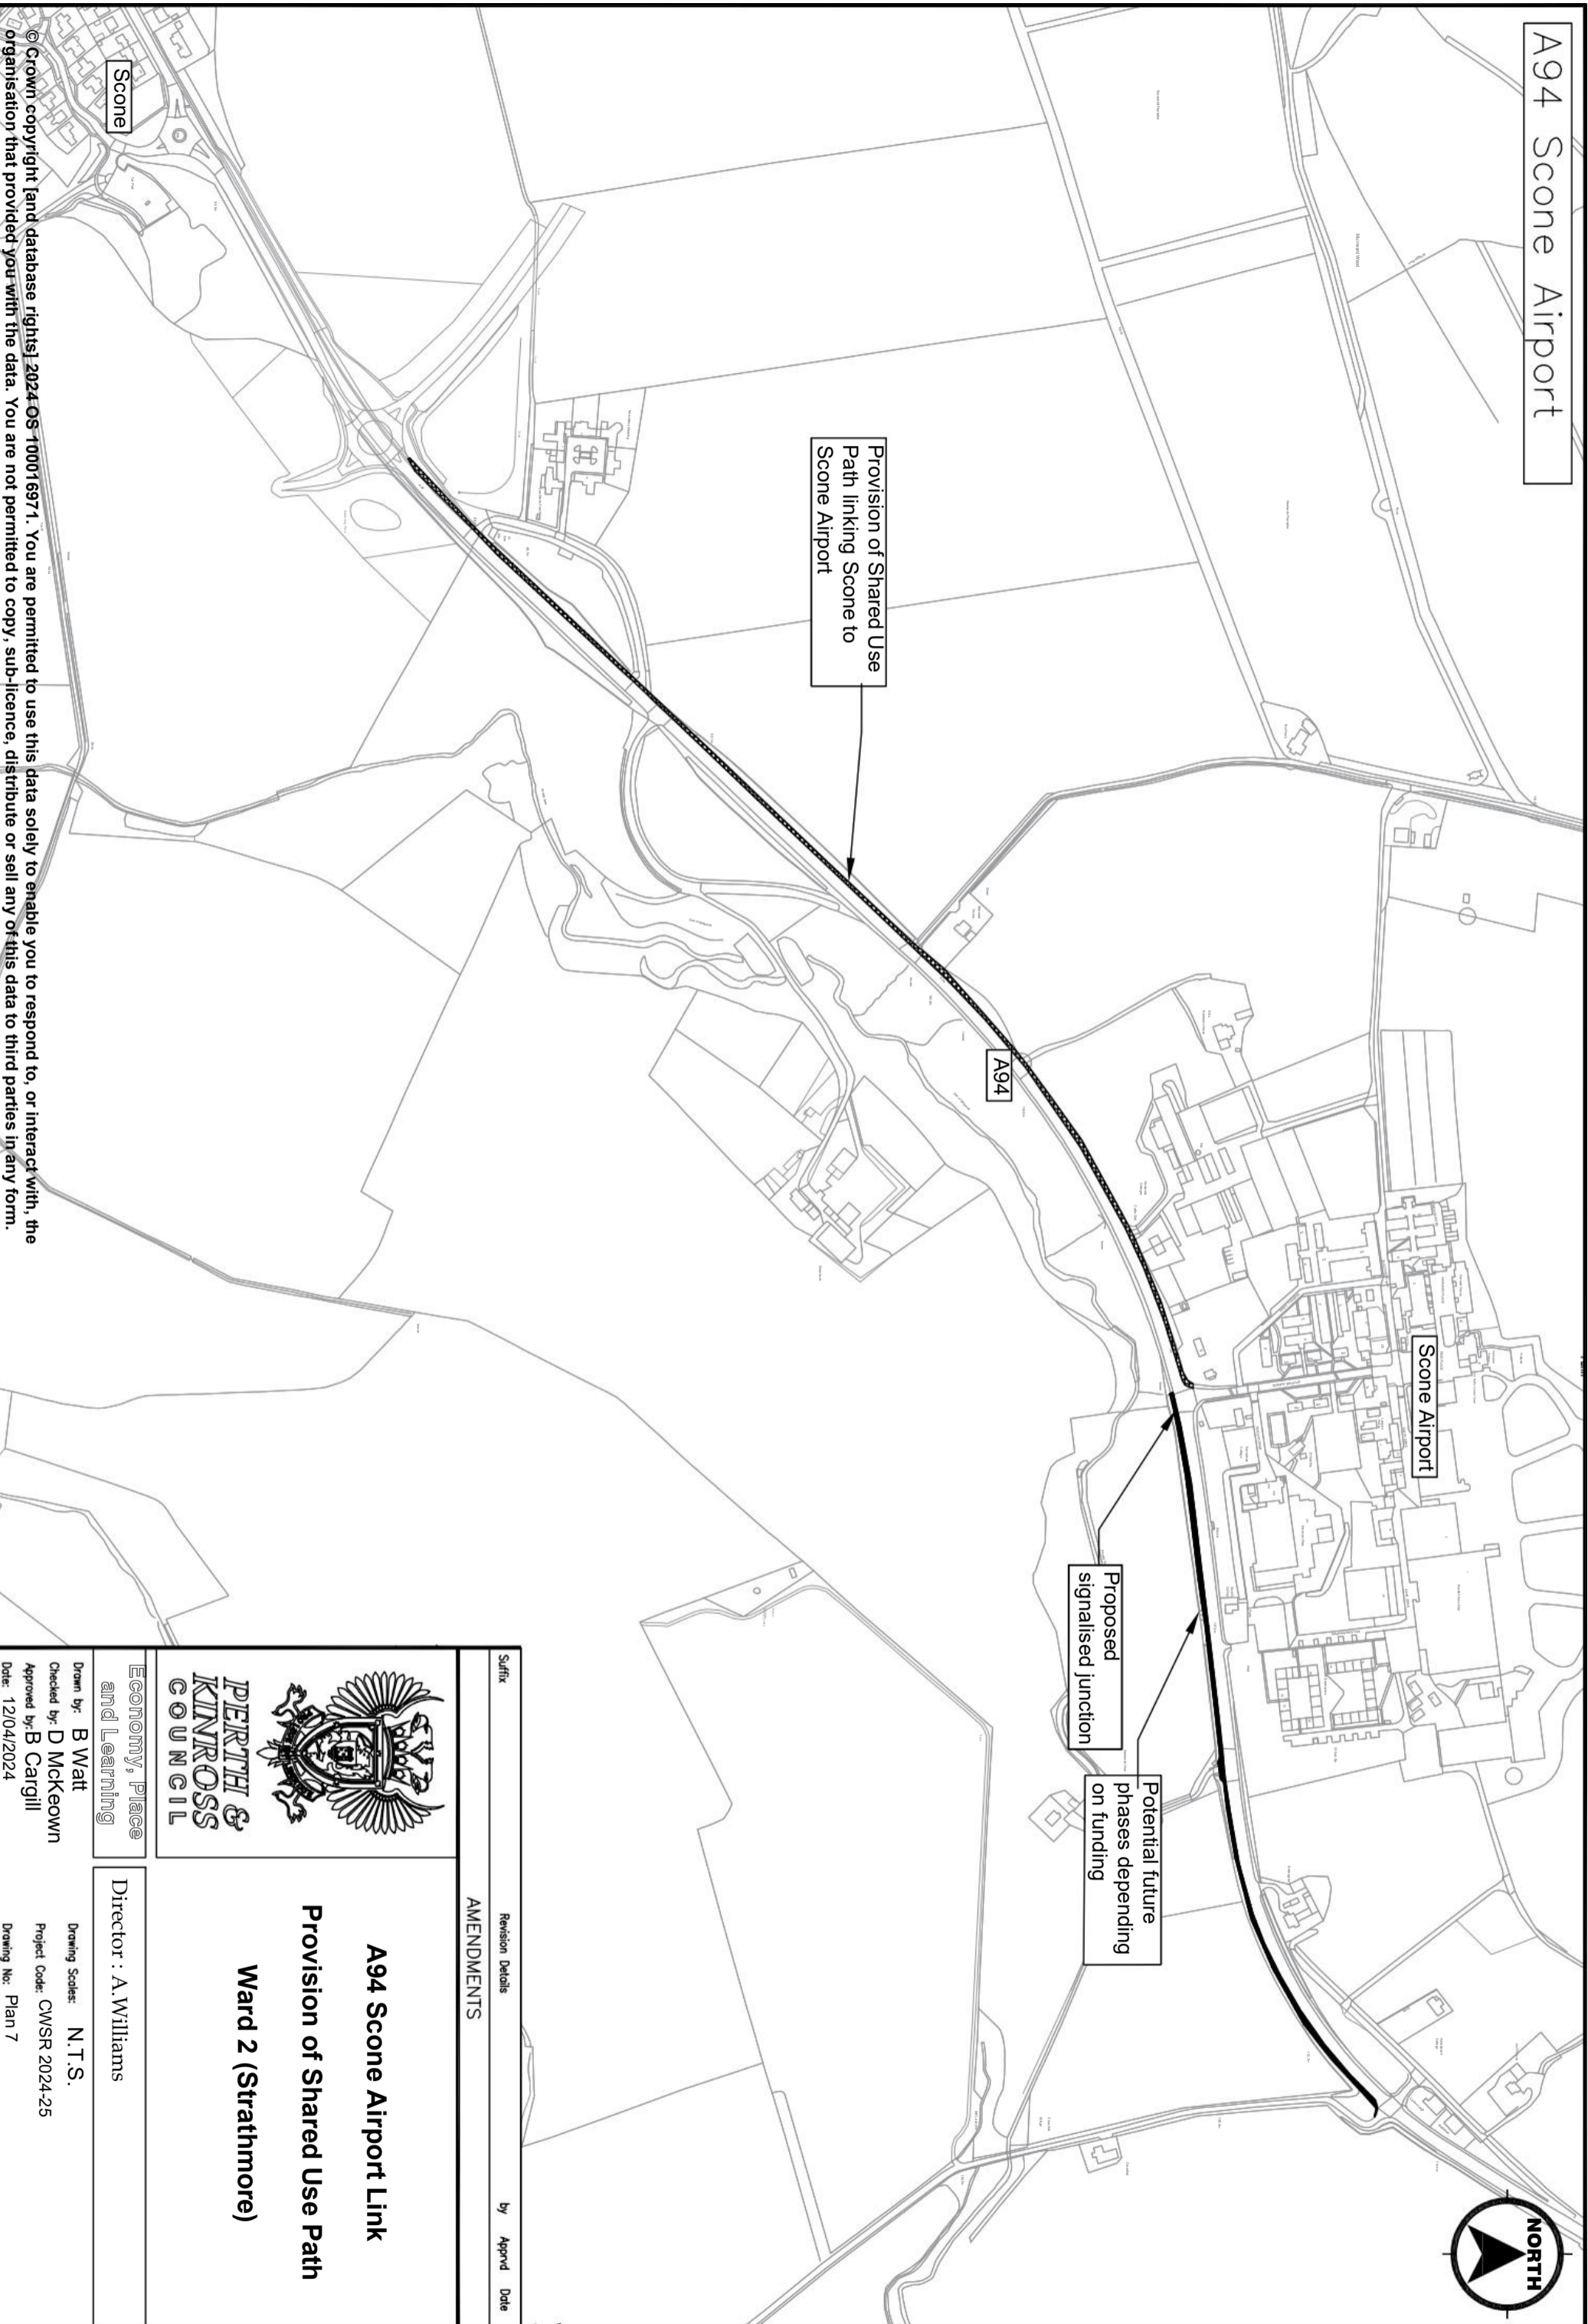 A94 Scone Airport
NORTH
Scone Airport
Provision of Shared Use
Path linking Scone to
Scone Airport
A94
Proposed
signalised junction
Potential future
phases depending
on funding
Scone
© Crown copyright [and database rights] 2024 OS 100016971. You are permitted to use this data solely to enable you to respond to, or interact with, the
organisation that provided you with the data. You are not permitted to copy, sub-licence, distribute or sell any of this data to third parties in any form.
Suffix Revision Details by Apprvd Date
AMENDMENTS
PERTH &
KINROSS
COUNCIL
A94 Scone Airport Link
Provision of Shared Use Path
Ward 2 (Strathmore)
Economy, Place
and Learning
Director : A.Williams
Drawn by: B Watt
Checked by: D McKeown
Approved by: B Cargill
Date: 12/04/2024
Drawing Scales: N.T.S.
Project Code: CWSR 2024-25
Drawing No: Plan 7